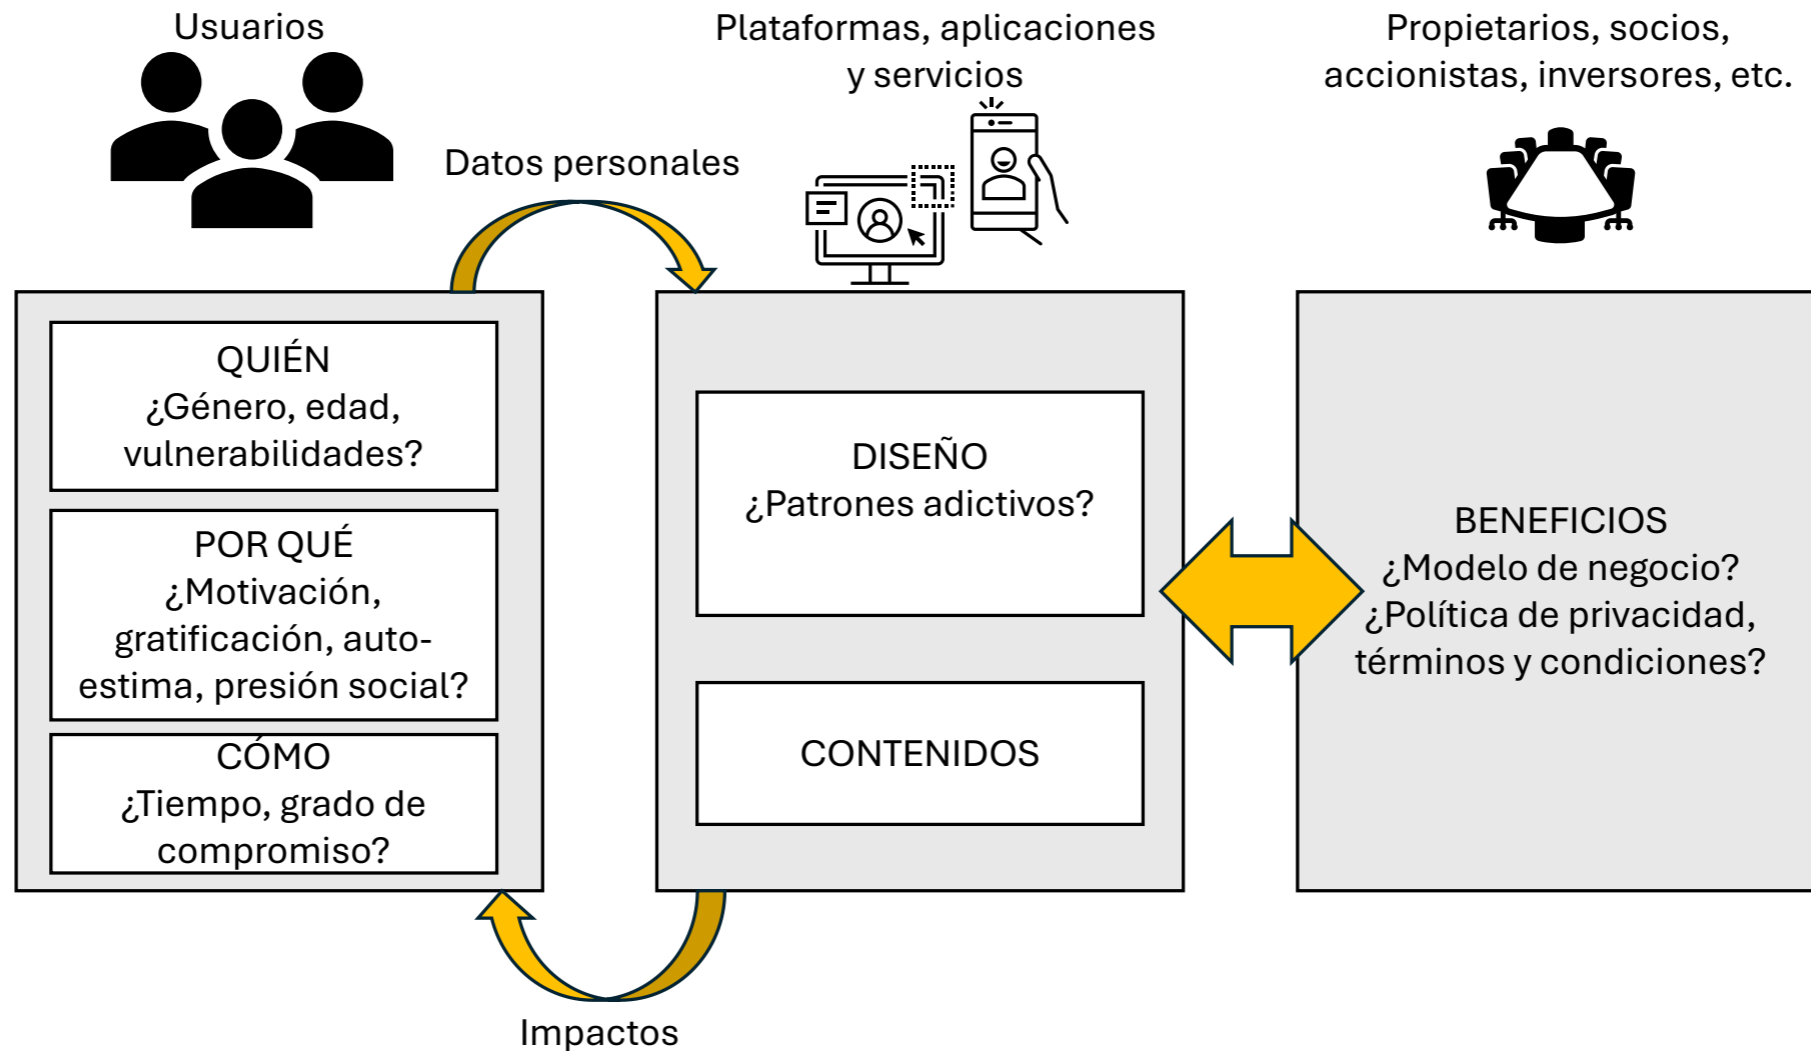 Usuarios
Plataformas, aplicaciones
y servicios
Propietarios, socios,
accionistas, inversores, etc.
Datos personales
QUIÉN
¿Género, edad,
vulnerabilidades?
POR QUÉ
¿Motivación,
gratificación, auto-
estima, presión social?
CÓMO
¿Tiempo, grado de
compromiso?
DISEÑO
¿Patrones adictivos?
CONTENIDOS
BENEFICIOS
¿Modelo de negocio?
¿Política de privacidad,
términos y condiciones?
Impactos